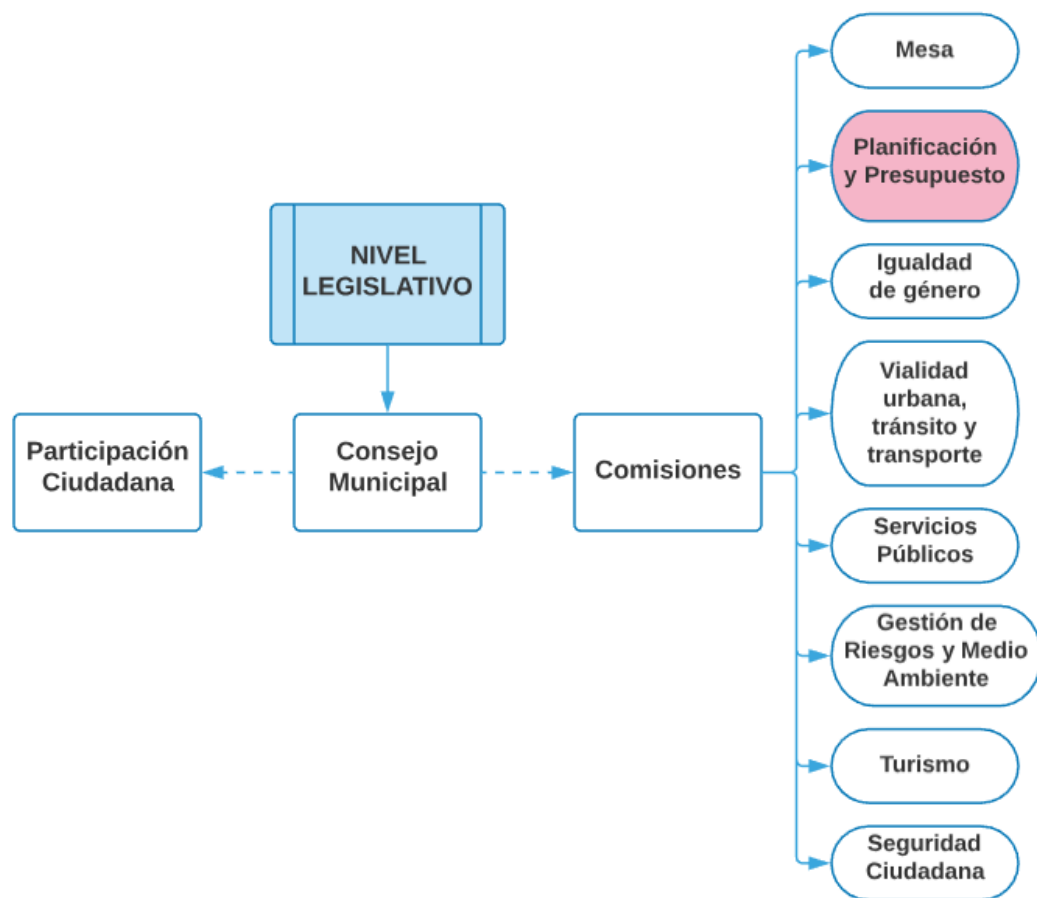 NIVEL
LEGISLATIVO
Participación
Ciudadana
Consejo
Municipal
Comisiones
Mesa
Planificación
y Presupuesto
Igualdad
de género
Vialidad
urbana,
tránsito y
transporte
Servicios
Públicos
Gestión de
Riesgos y Medio
Ambiente
Turismo
Seguridad
Ciudadana